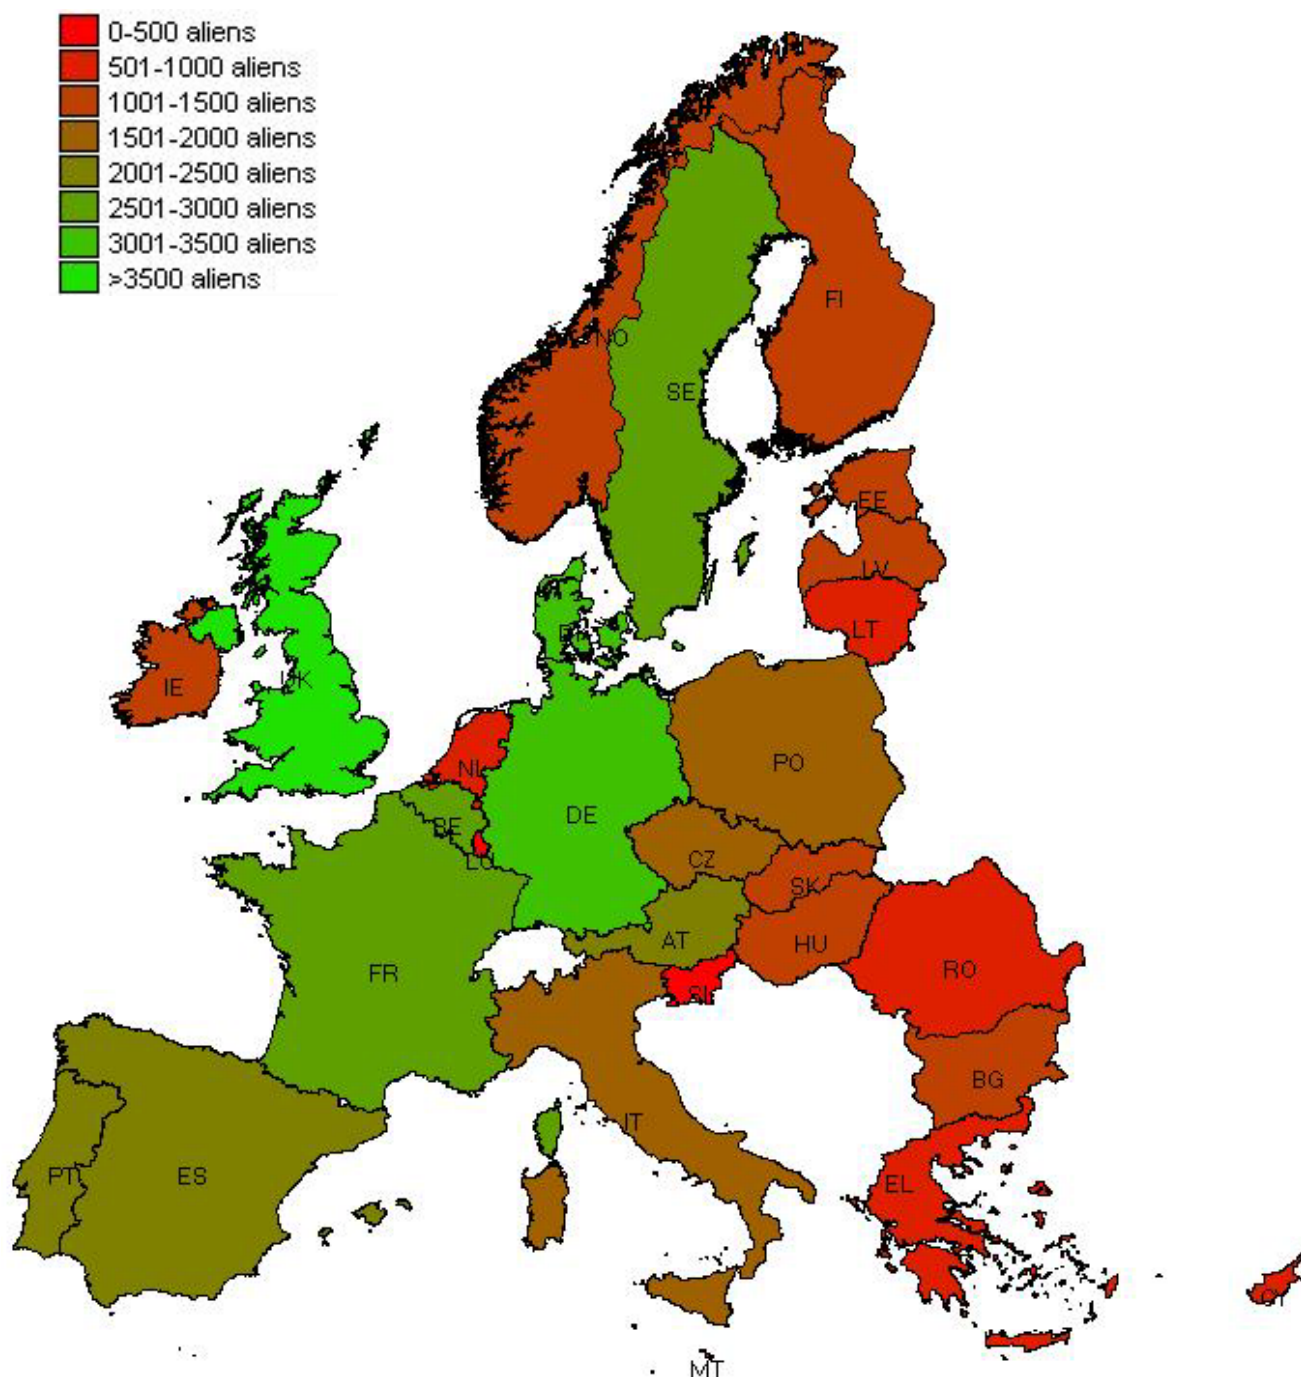 0-500 aliens
501-1000 aliens
1001-1500 aliens
1501-2000 aliens
2001-2500 aliens
2501-3000 aliens
3001-3500 aliens
>3500 aliens
FI
NO
SE
EE
LV
LT
IE
UK
NL
PO
DE
BE
CZ
LU
SK
AT
HU
FR
SI
RO
BG
IT
PT
ES
EL
MT